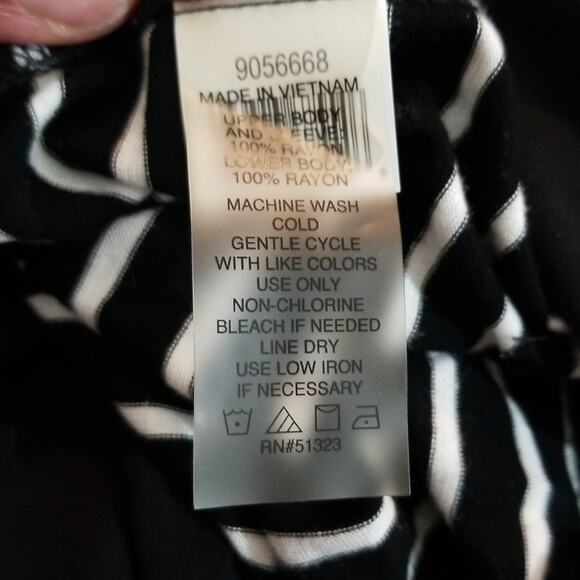 9056668
MADE IN VIETNAM
UPPER BODY
AND SLEEVE:
100% RAYON
LOWER BODY:
100% RAYON
MACHINE WASH
COLD
GENTLE CYCLE
WITH LIKE COLORS
USE ONLY
NON-CHLORINE
BLEACH IF NEEDED
LINE DRY
USE LOW IRON
IF NECESSARY
RN#51323